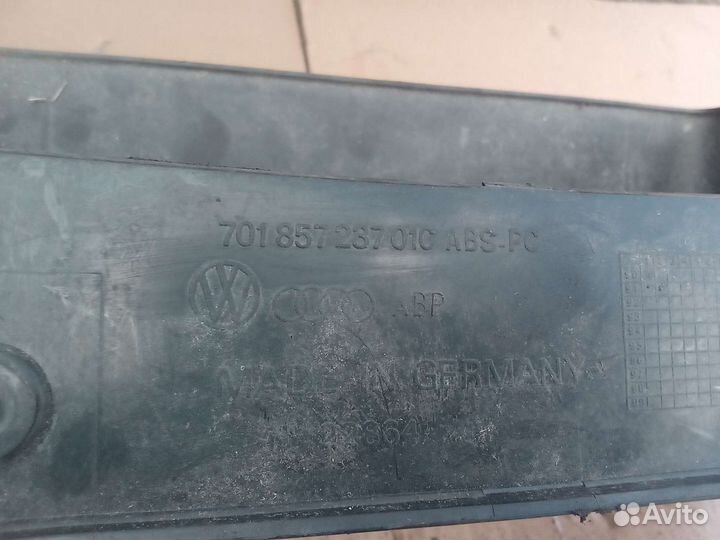 701 857 237 01C ABS-PC
ABP
MADE IN GERMANY
Avito